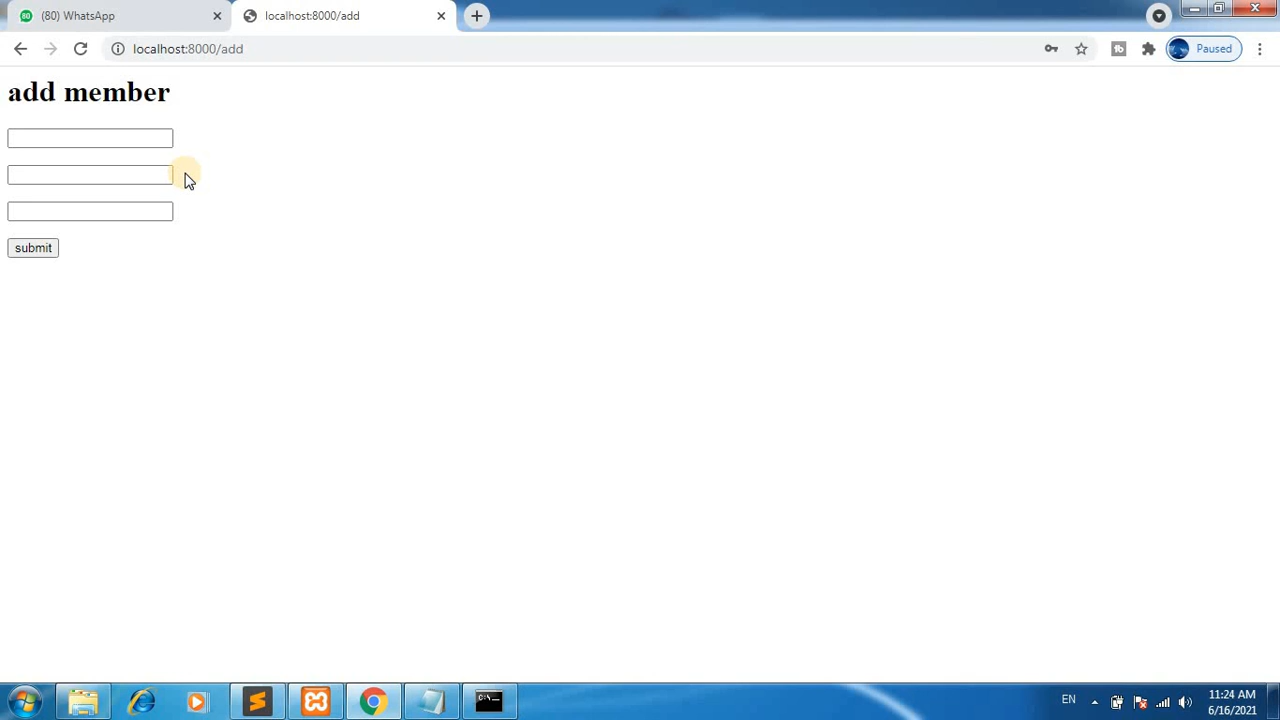 (80) WhatsApp
localhost:8000/add
localhost:8000/add
Paused
add member
submit
EN
11:24 AM
6/16/2021